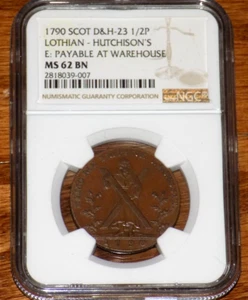 1790 SCOT D&H-23 1/2P
LOTHIAN - HUTCHISON'S
E: PAYABLE AT WAREHOUSE
MS 62 BN
2818039-007
NUMISMATIC GUARANTY CORPORATION
NGC